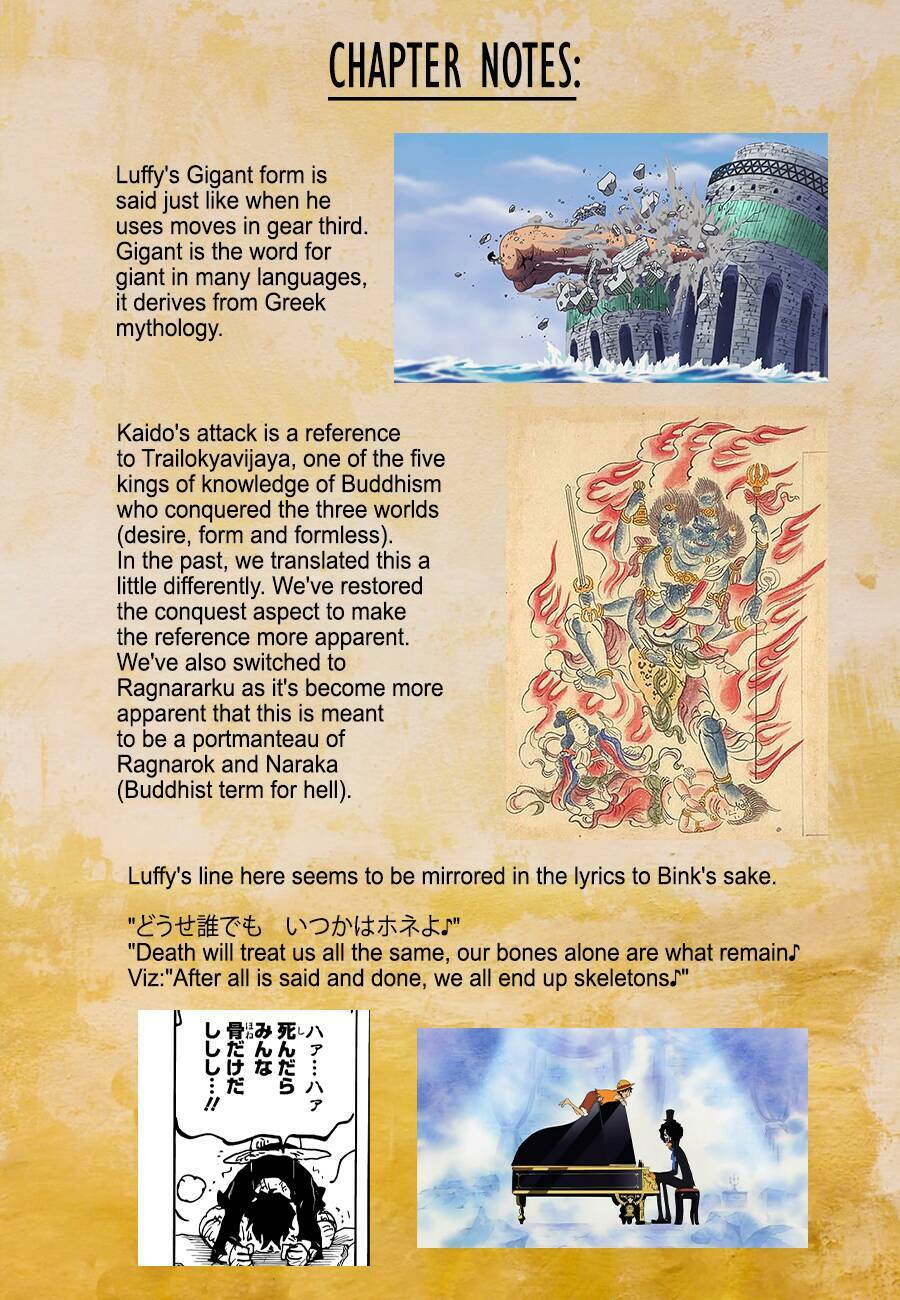 CHAPTER NOTES:
Luffy's Gigant form is
said just like when he
uses moves in gear third.
Gigant is the word for
giant in many languages,
it derives from Greek
mythology.
Kaido's attack is a reference
to Trailokyavijaya, one of the five
kings of knowledge of Buddhism
who conquered the three worlds
(desire, form and formless).
In the past, we translated this a
little differently. We've restored
the conquest aspect to make
the reference more apparent.
We've also switched to
Ragnararku as it's become more
apparent that this is meant
to be a portmanteau of
Ragnarok and Naraka
(Buddhist term for hell).
Luffy's line here seems to be mirrored in the lyrics to Bink's sake.
"どうせ誰でも　いつかはホネよ♪"
"Death will treat us all the same, our bones alone are what remain♪
Viz:"After all is said and done, we all end up skeletons♪"
ハァ…ハァ
死んだら
みんな
骨だけだ
ししし…!!